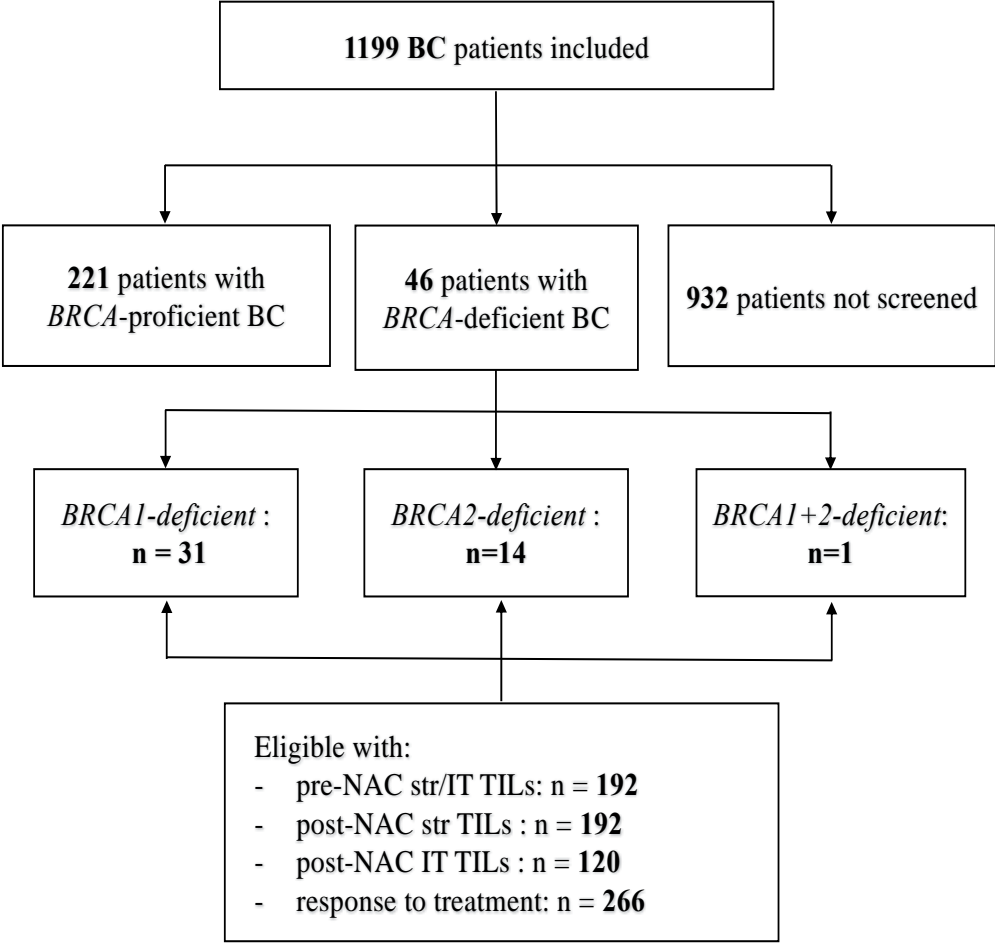 1199 BC patients included
221 patients with
BRCA-proficient BC
46 patients with
BRCA-deficient BC
932 patients not screened
BRCA1-deficient :
n = 31
BRCA2-deficient :
n=14
BRCA1+2-deficient:
n=1
Eligible with:
- pre-NAC str/IT TILs: n = 192
- post-NAC str TILs : n = 192
- post-NAC IT TILs : n = 120
- response to treatment: n = 266